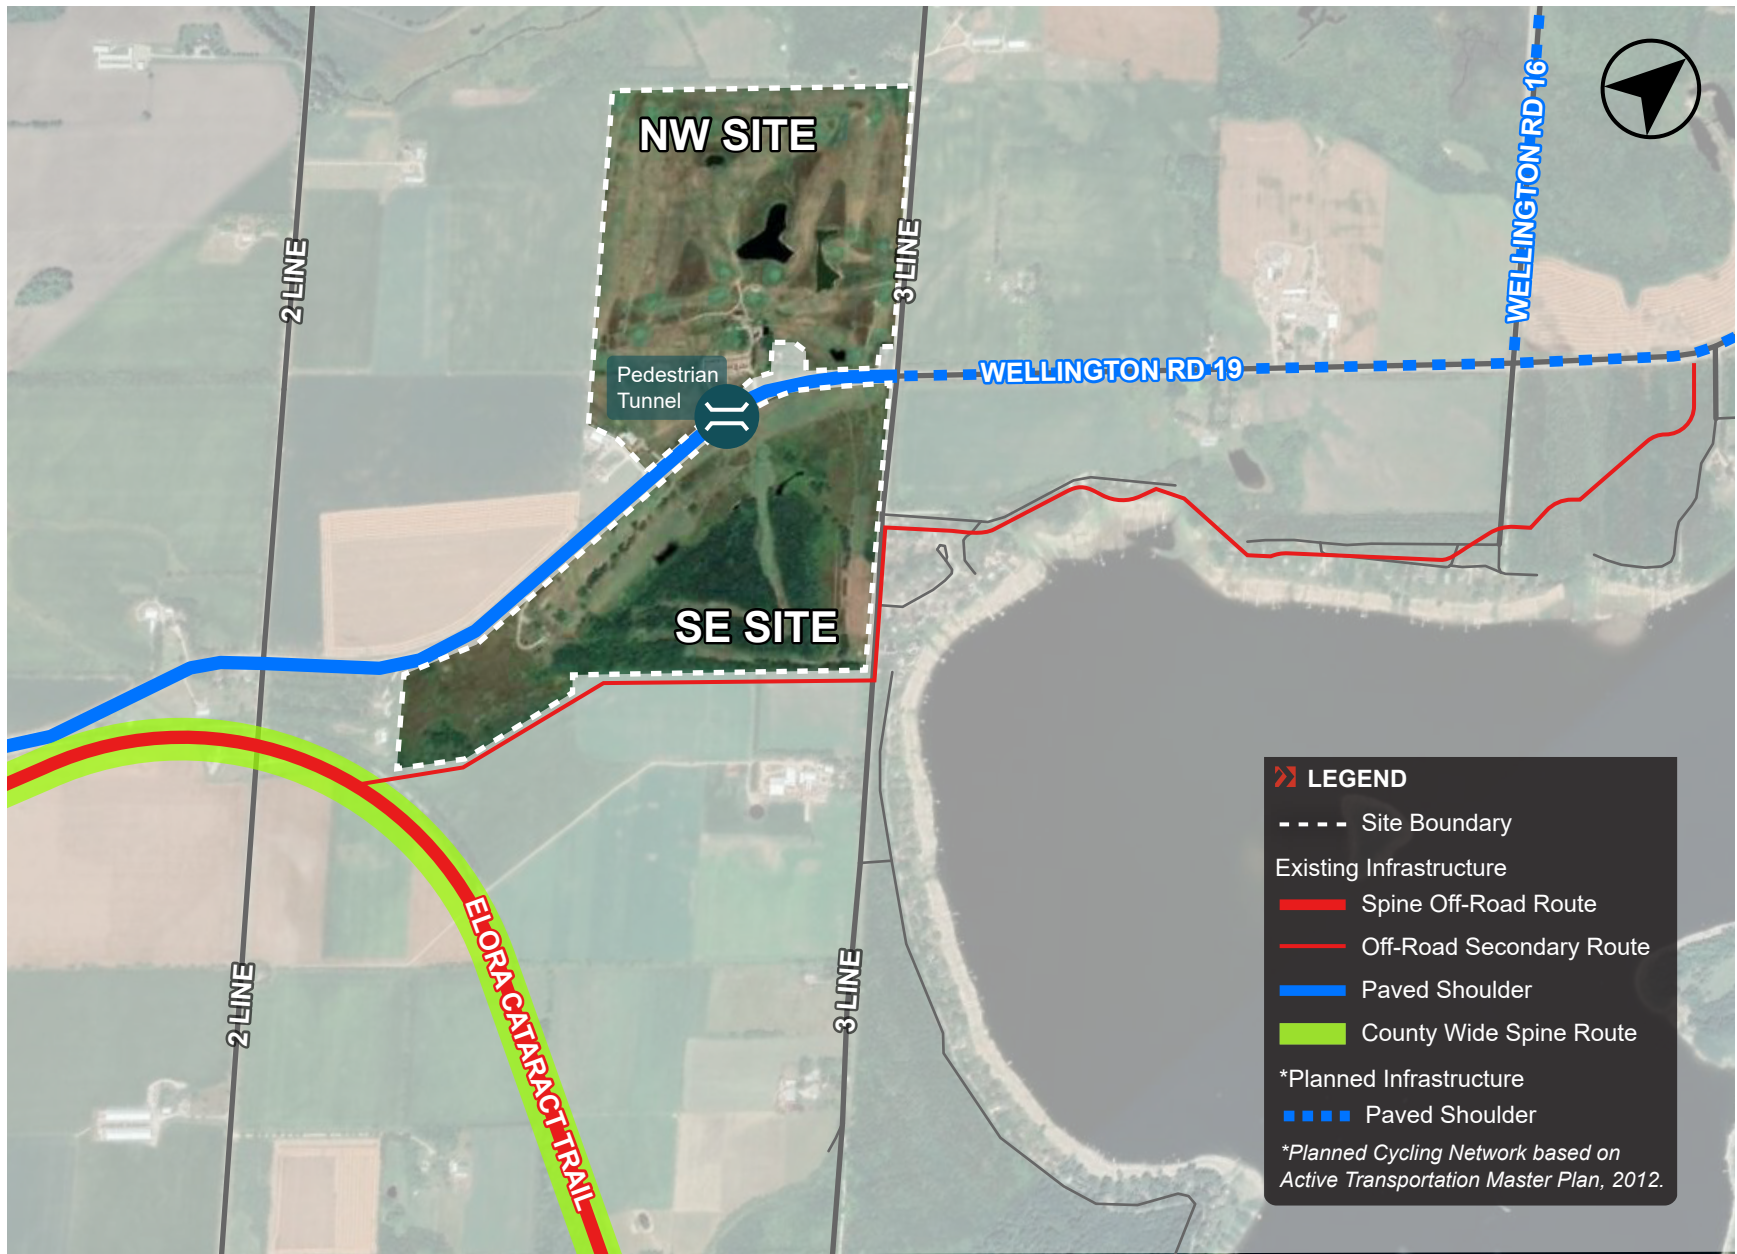 NW SITE
WELLINGTON RD 16
2 LINE
3 LINE
Pedestrian
Tunnel
WELLINGTON RD 19
SE SITE
ELORA CATARACT TRAIL
2 LINE
3 LINE
LEGEND
Site Boundary
Existing Infrastructure
Spine Off-Road Route
Off-Road Secondary Route
Paved Shoulder
County Wide Spine Route
*Planned Infrastructure
Paved Shoulder
*Planned Cycling Network based on
Active Transportation Master Plan, 2012.